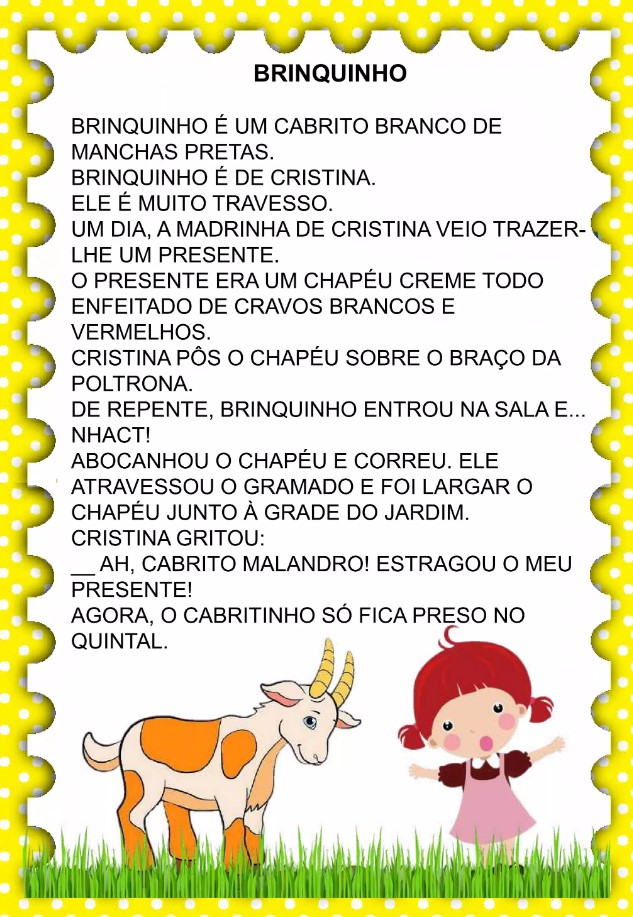 BRINQUINHO
BRINQUINHO É UM CABRITO BRANCO DE
MANCHAS PRETAS.
BRINQUINHO É DE CRISTINA.
ELE É MUITO TRAVESSO.
UM DIA, A MADRINHA DE CRISTINA VEIO TRAZER-
LHE UM PRESENTE.
O PRESENTE ERA UM CHAPÉU CREME TODO
ENFEITADO DE CRAVOS BRANCOS E
VERMELHOS.
CRISTINA PÔS O CHAPÉU SOBRE O BRAÇO DA
POLTRONA.
DE REPENTE, BRINQUINHO ENTROU NA SALA E...
NHACT!
ABOCANHOU O CHAPÉU E CORREU. ELE
ATRAVESSOU O GRAMADO E FOI LARGAR O
CHAPÉU JUNTO À GRADE DO JARDIM.
CRISTINA GRITOU:
__ AH, CABRITO MALANDRO! ESTRAGOU O MEU
PRESENTE!
AGORA, O CABRITINHO SÓ FICA PRESO NO
QUINTAL.